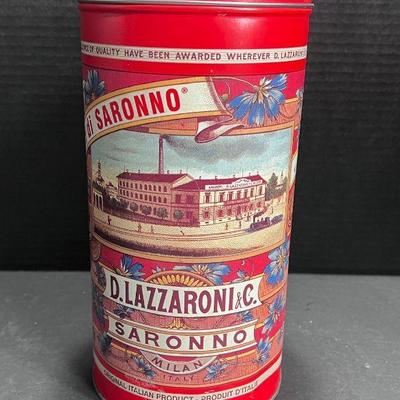 OF QUALITY HAVE BEEN AWARDED WHEREVER D. LAZZARONI
di SARONNO®
D. LAZZARONI & C.
SARONNO
MILAN
ITALY
ORIGINAL ITALIAN PRODUCT - PRODUIT D'ITALIE